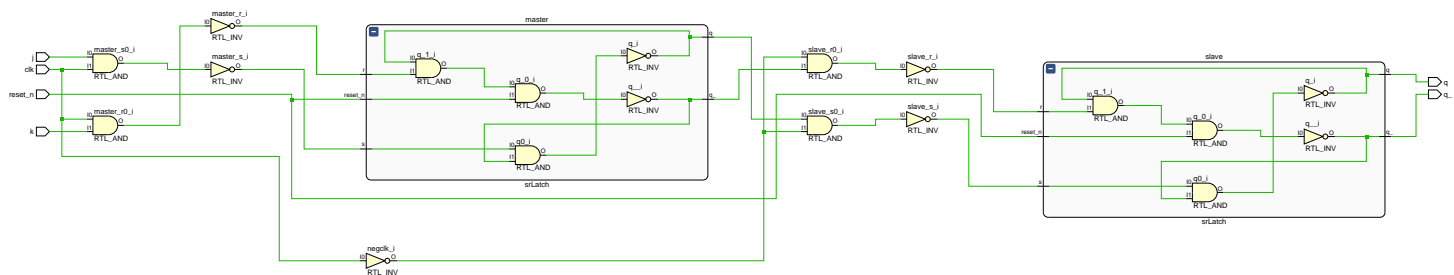 master_r_i
I0
O
RTL_INV
master
j
clk
master_s0_i
I0
I1
O
RTL_AND
master_s_i
I0
O
RTL_INV
reset_n
k
master_r0_i
I0
I1
O
RTL_AND
r
reset_n
s
q_1_i
I0
I1
O
RTL_AND
q_0_i
I0
I1
O
RTL_AND
q_i
I0
O
RTL_INV
q__i
I0
O
RTL_INV
q0_i
I0
I1
O
RTL_AND
q
q_
srLatch
negclk_i
I0
O
RTL_INV
slave_r0_i
I0
I1
O
RTL_AND
slave_r_i
I0
O
RTL_INV
slave_s0_i
I0
I1
O
RTL_AND
slave_s_i
I0
O
RTL_INV
slave
r
reset_n
s
q_1_i
I0
I1
O
RTL_AND
q_0_i
I0
I1
O
RTL_AND
q_i
I0
O
RTL_INV
q__i
I0
O
RTL_INV
q0_i
I0
I1
O
RTL_AND
q
q_
srLatch
q
q_